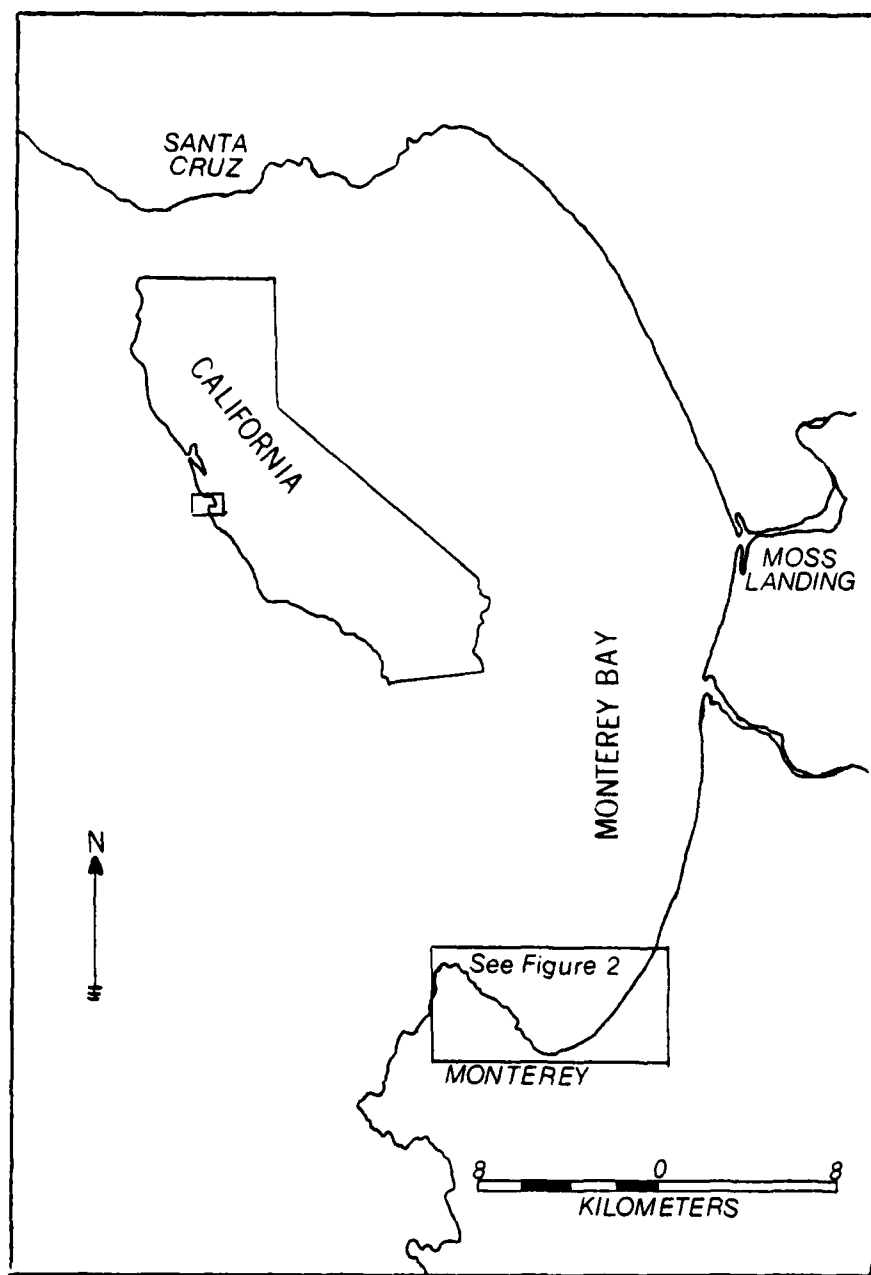 SANTA
CRUZ
CALIFORNIA
MOSS
LANDING
MONTEREY BAY
N
See Figure 2
MONTEREY
8 0 8
KILOMETERS